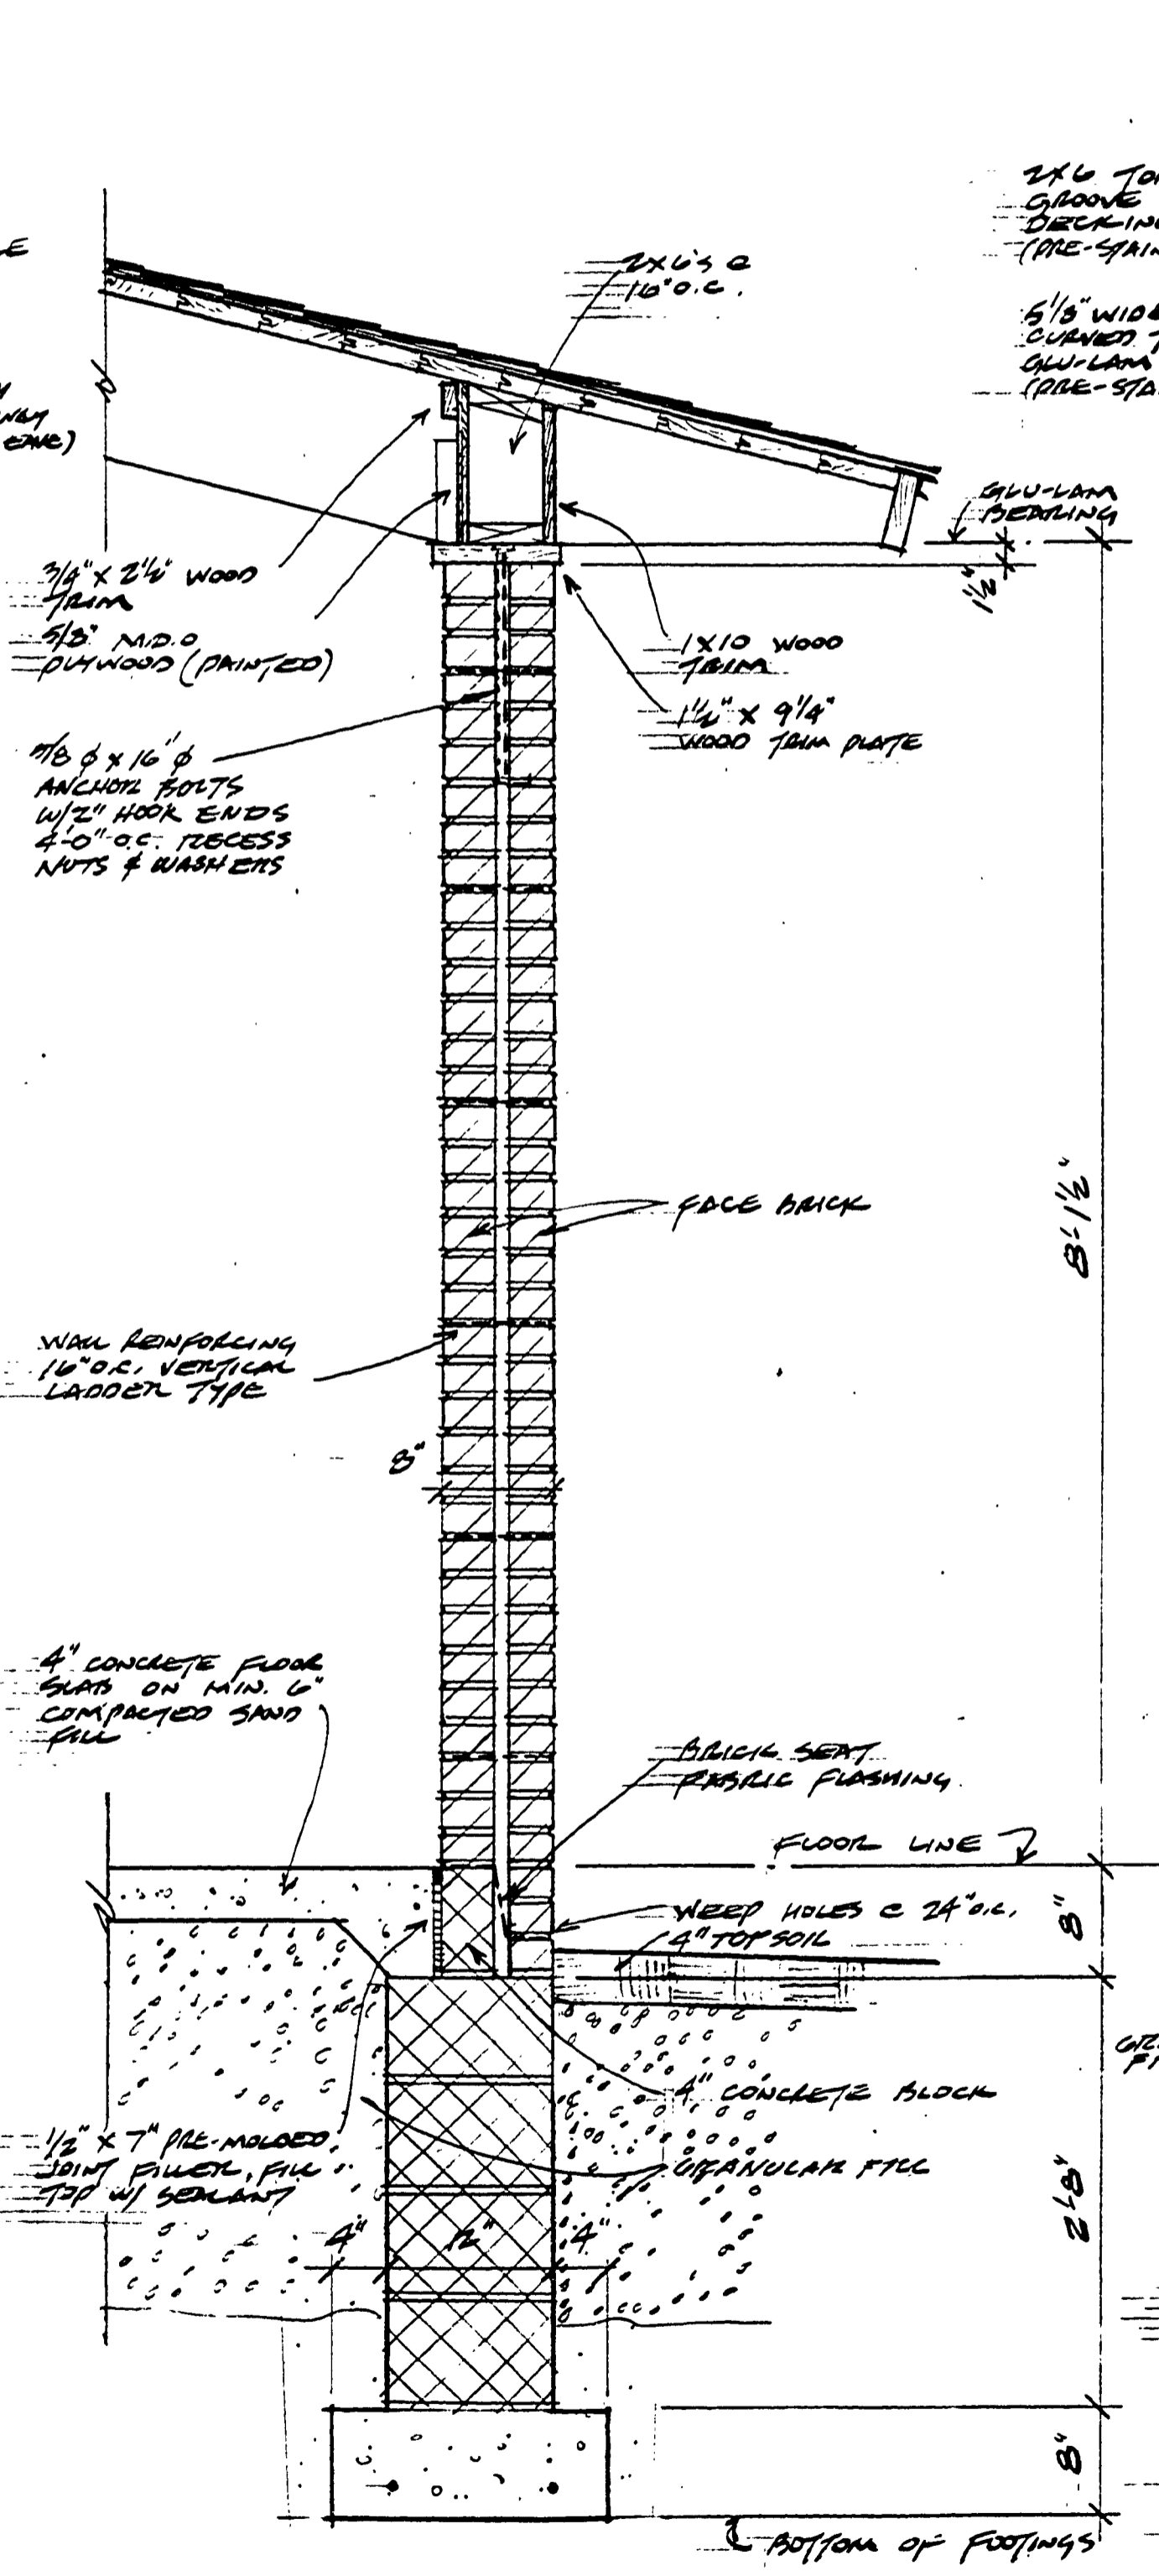 2X6 TO
GROOVE
DECKIN
(PRE-STAIN
LE
2X6'S @
16" O.C.
5 1/8" WIDE
CURVED T
GLU-LAM
(PRE-STA
EAVE)
GLU-LAM
BEARING
1 1/2"
3/4" X 2 1/2" WOOD
TRIM
5/8" M.D.O
PLYWOOD (PAINTED)
1X10 WOOD
TRIM
1 1/2" X 9 1/4"
WOOD TRIM PLATE
5/8 φ X 16" φ
ANCHOR BOLTS
W/2" HOOK ENDS
4'-0" O.C. RECESS
NUTS & WASHERS
8'-1 1/2"
FACE BRICK
WALL REINFORCING
16" O.C. VERTICAL
LADDER TYPE
8"
4" CONCRETE FLOOR
SLAB ON MIN. 6"
COMPACTED SAND
FILL
BRICK SEAT
FABRIC FLASHING
FLOOR LINE
WEEP HOLES @ 24" O.C.
4" TOPSOIL
8"
4" CONCRETE BLOCK
1/2" X 7" PRE-MOLDED
JOINT FILLER, FILL
TOP W/ SEALANT
GRANULAR FILL
2'-8"
4" 12" 4"
8"
BOTTOM OF FOOTINGS